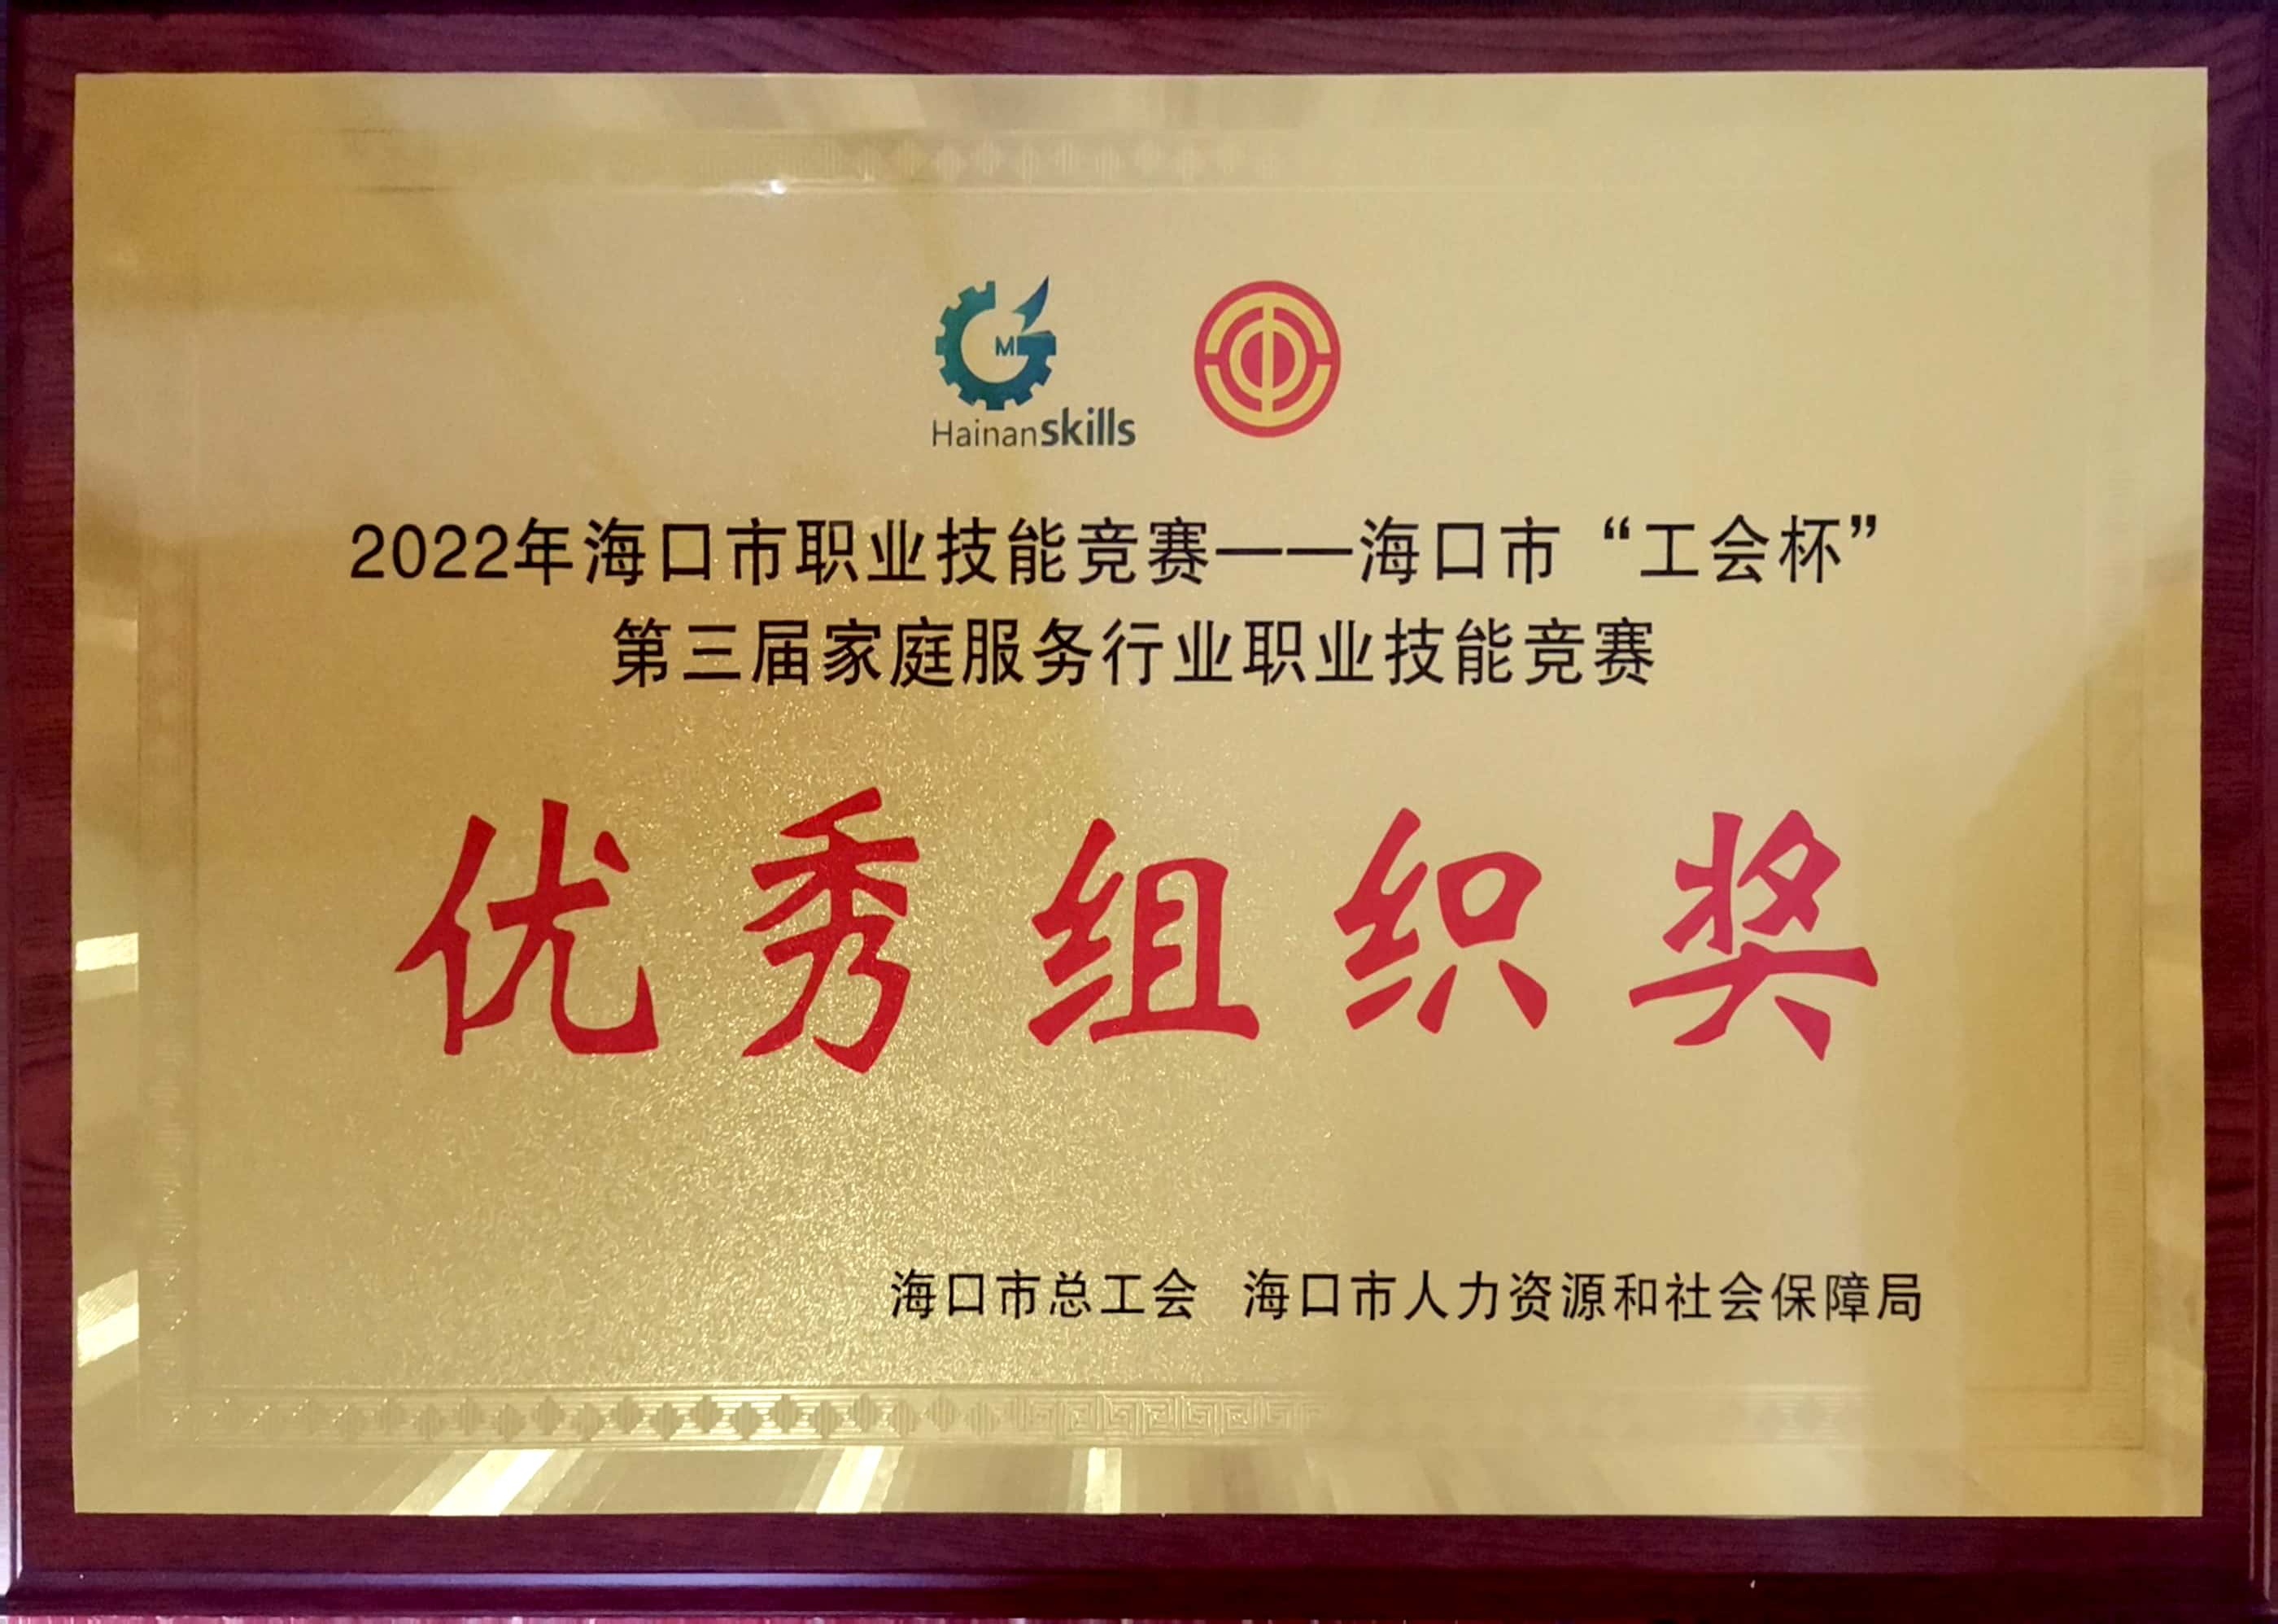 M
Hainanskills
2022年海口市职业技能竞赛——海口市“工会杯”
第三届家庭服务行业职业技能竞赛
优秀组织奖
海口市总工会 海口市人力资源和社会保障局